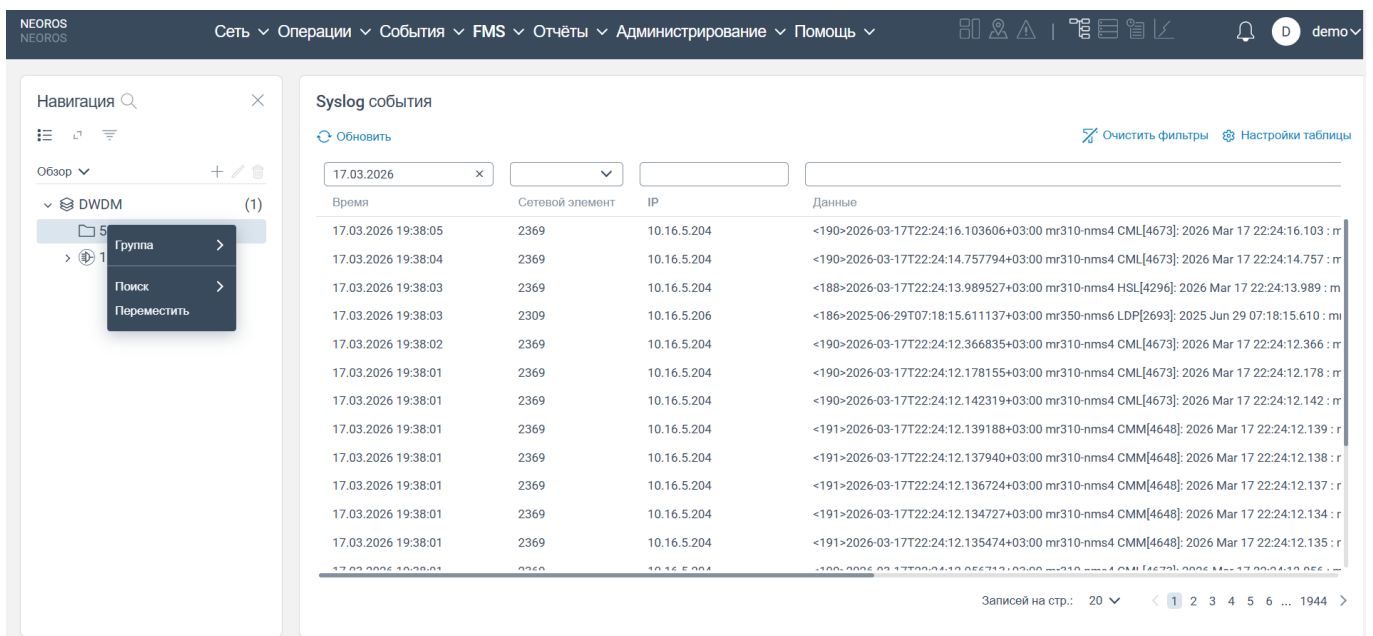 NEOROS
NEOROS
Сеть Операции События FMS Отчёты Администрирование Помощь
D demo
Навигация
Обзор
DWDM (1)
5
1
Группа
Поиск
Переместить
Syslog события
Обновить
Очистить фильтры Настройки таблицы
17.03.2026 ×
Время Сетевой элемент IP Данные
17.03.2026 19:38:05 2369 10.16.5.204 <190>2026-03-17T22:24:16.103606+03:00 mr310-nms4 CML[4673]: 2026 Mar 17 22:24:16.103 : m
17.03.2026 19:38:04 2369 10.16.5.204 <190>2026-03-17T22:24:14.757794+03:00 mr310-nms4 CML[4673]: 2026 Mar 17 22:24:14.757 : m
17.03.2026 19:38:03 2369 10.16.5.204 <188>2026-03-17T22:24:13.989527+03:00 mr310-nms4 HSL[4296]: 2026 Mar 17 22:24:13.989 : m
17.03.2026 19:38:03 2309 10.16.5.206 <186>2025-06-29T07:18:15.611137+03:00 mr350-nms6 LDP[2693]: 2025 Jun 29 07:18:15.610 :
17.03.2026 19:38:02 2369 10.16.5.204 <190>2026-03-17T22:24:12.366835+03:00 mr310-nms4 CML[4673]: 2026 Mar 17 22:24:12.366 : m
17.03.2026 19:38:01 2369 10.16.5.204 <190>2026-03-17T22:24:12.178155+03:00 mr310-nms4 CML[4673]: 2026 Mar 17 22:24:12.178 : m
17.03.2026 19:38:01 2369 10.16.5.204 <190>2026-03-17T22:24:12.142319+03:00 mr310-nms4 CML[4673]: 2026 Mar 17 22:24:12.142 : m
17.03.2026 19:38:01 2369 10.16.5.204 <191>2026-03-17T22:24:12.139188+03:00 mr310-nms4 CMM[4648]: 2026 Mar 17 22:24:12.139 :
17.03.2026 19:38:01 2369 10.16.5.204 <191>2026-03-17T22:24:12.137940+03:00 mr310-nms4 CMM[4648]: 2026 Mar 17 22:24:12.138 :
17.03.2026 19:38:01 2369 10.16.5.204 <191>2026-03-17T22:24:12.136724+03:00 mr310-nms4 CMM[4648]: 2026 Mar 17 22:24:12.137 :
17.03.2026 19:38:01 2369 10.16.5.204 <191>2026-03-17T22:24:12.134727+03:00 mr310-nms4 CMM[4648]: 2026 Mar 17 22:24:12.134 :
17.03.2026 19:38:01 2369 10.16.5.204 <191>2026-03-17T22:24:12.135474+03:00 mr310-nms4 CMM[4648]: 2026 Mar 17 22:24:12.135 :
Записей на стр.: 20 1 2 3 4 5 6 ... 1944